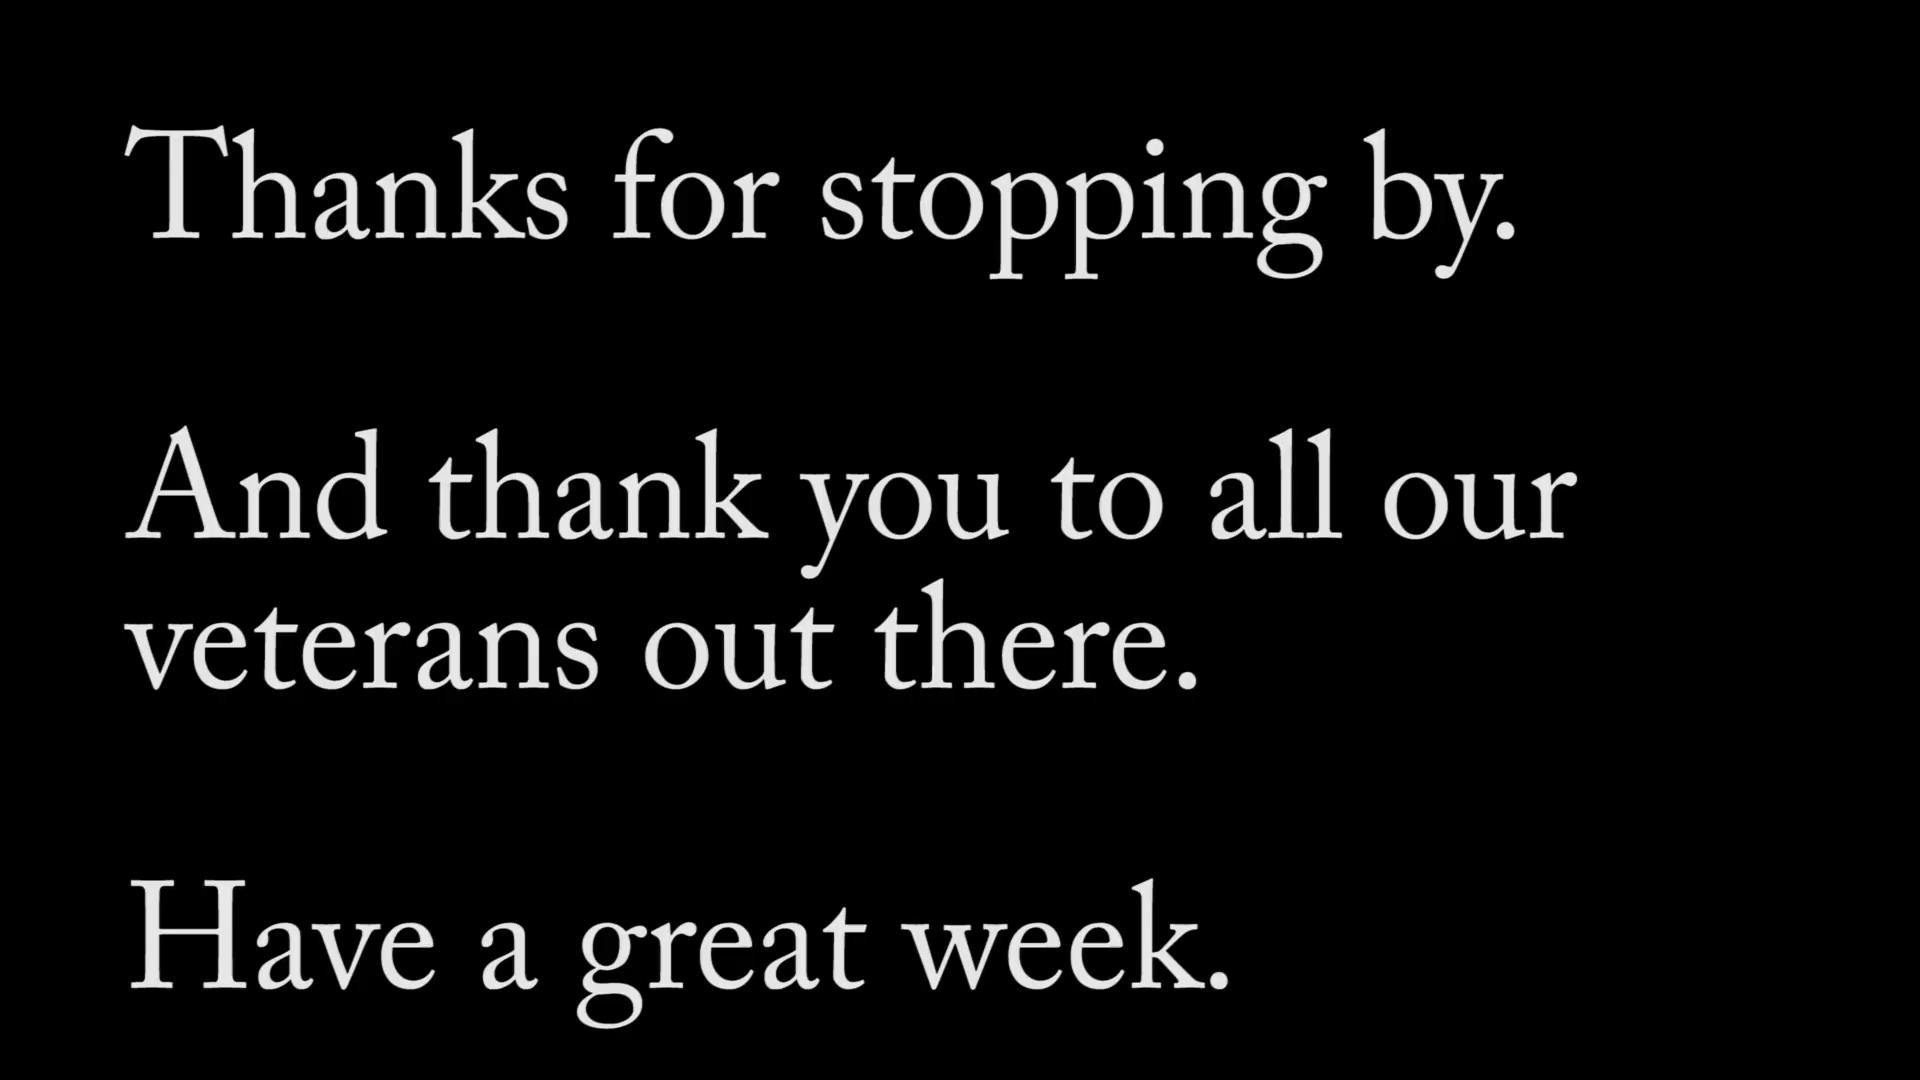 Thanks for stopping by.
And thank you to all our
veterans out there.
Have a great week.